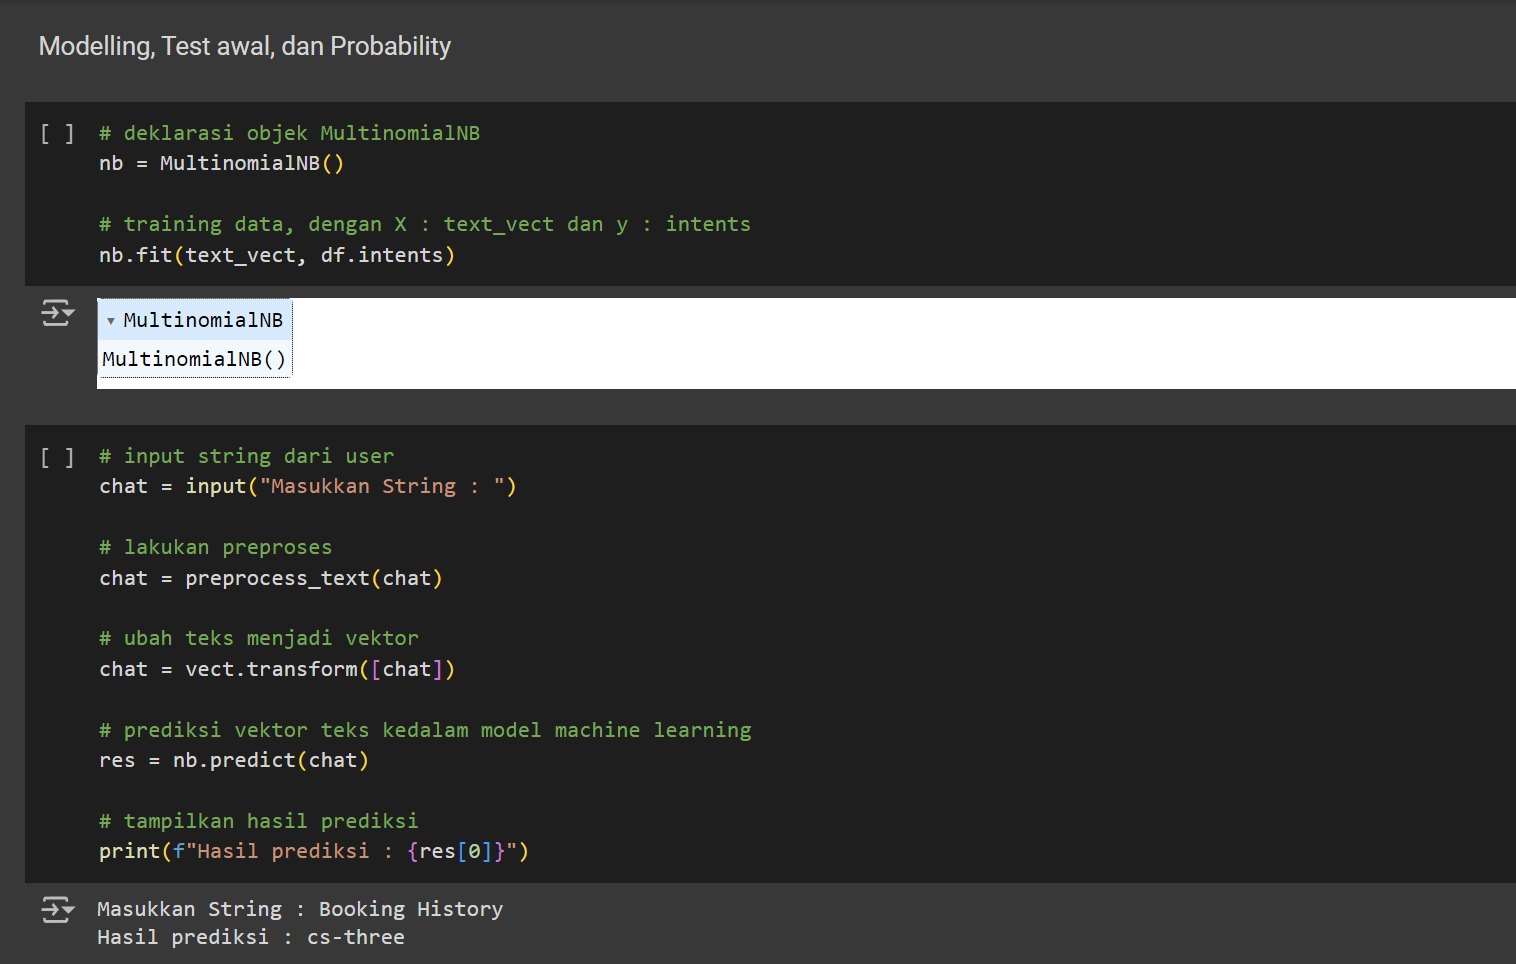 Modelling, Test awal, dan Probability
[ ] # deklarasi objek MultinomialNB
nb = MultinomialNB()
# training data, dengan X : text_vect dan y : intents
nb.fit(text_vect, df.intents)
▾ MultinomialNB
MultinomialNB()
[ ] # input string dari user
chat = input("Masukkan String : ")
# lakukan preproses
chat = preprocess_text(chat)
# ubah teks menjadi vektor
chat = vect.transform([chat])
# prediksi vektor teks kedalam model machine learning
res = nb.predict(chat)
# tampilkan hasil prediksi
print(f"Hasil prediksi : {res[0]}")
Masukkan String : Booking History
Hasil prediksi : cs-three